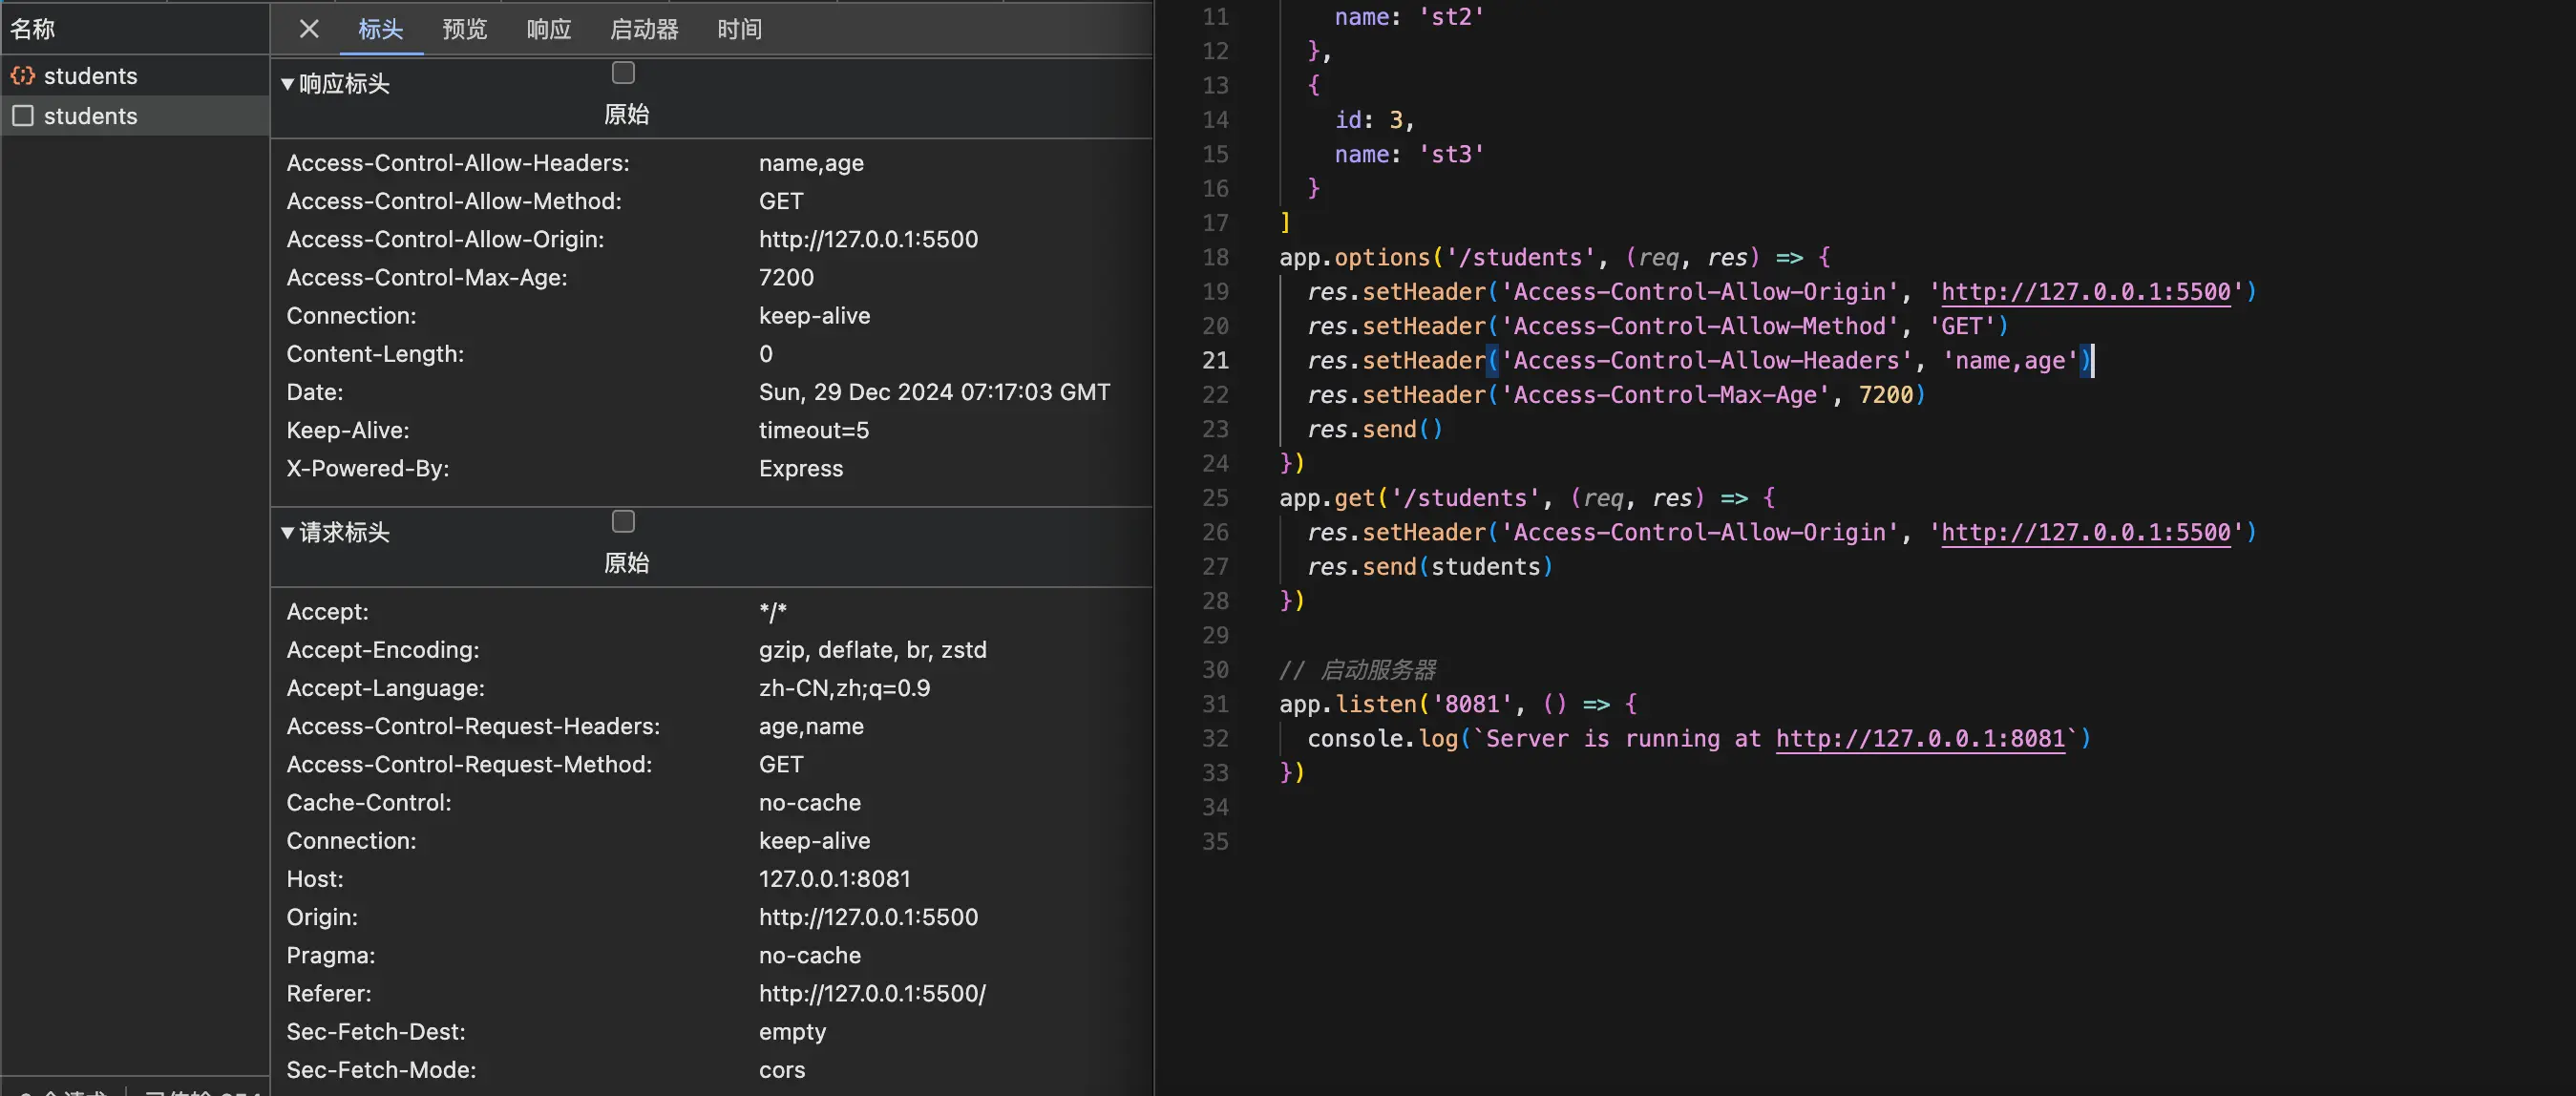 名称
标头 预览 响应 启动器 时间
students
students
响应标头
原始
Access-Control-Allow-Headers: name,age
Access-Control-Allow-Method: GET
Access-Control-Allow-Origin: http://127.0.0.1:5500
Access-Control-Max-Age: 7200
Connection: keep-alive
Content-Length: 0
Date: Sun, 29 Dec 2024 07:17:03 GMT
Keep-Alive: timeout=5
X-Powered-By: Express
请求标头
原始
Accept: */*
Accept-Encoding: gzip, deflate, br, zstd
Accept-Language: zh-CN,zh;q=0.9
Access-Control-Request-Headers: age,name
Access-Control-Request-Method: GET
Cache-Control: no-cache
Connection: keep-alive
Host: 127.0.0.1:8081
Origin: http://127.0.0.1:5500
Pragma: no-cache
Referer: http://127.0.0.1:5500/
Sec-Fetch-Dest: empty
Sec-Fetch-Mode: cors
11 name: 'st2'
12 },
13 {
14 id: 3,
15 name: 'st3'
16 }
17 ]
18 app.options('/students', (req, res) => {
19 res.setHeader('Access-Control-Allow-Origin', 'http://127.0.0.1:5500')
20 res.setHeader('Access-Control-Allow-Method', 'GET')
21 res.setHeader('Access-Control-Allow-Headers', 'name,age')
22 res.setHeader('Access-Control-Max-Age', 7200)
23 res.send()
24 })
25 app.get('/students', (req, res) => {
26 res.setHeader('Access-Control-Allow-Origin', 'http://127.0.0.1:5500')
27 res.send(students)
28 })
29
30 // 启动服务器
31 app.listen('8081', () => {
32 console.log(`Server is running at http://127.0.0.1:8081`)
33 })
34
35